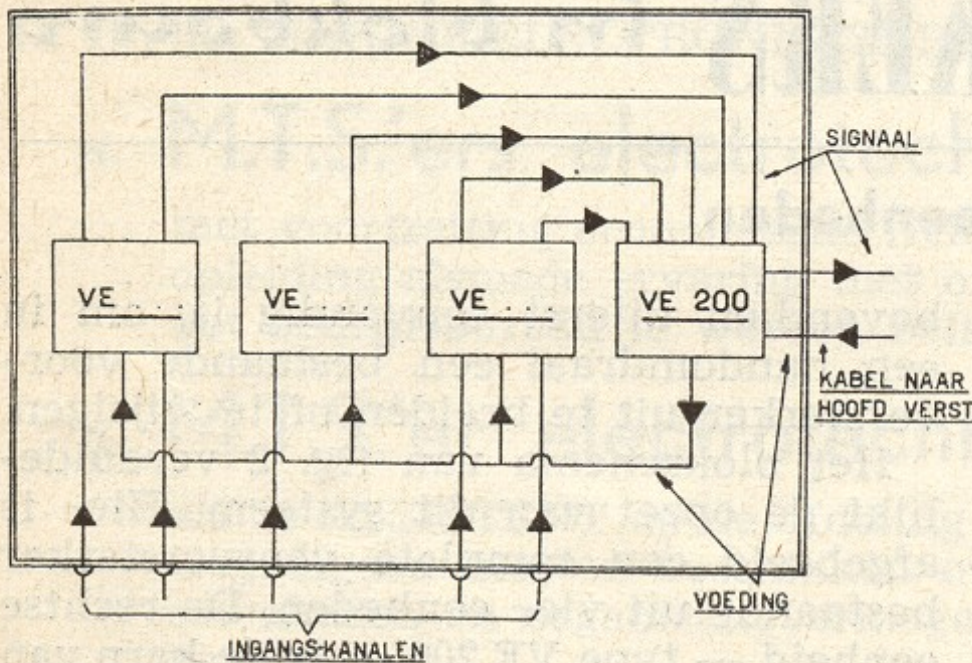 SIGNAAL
VE ......
VE ......
VE ......
VE 200
KABEL NAAR
HOOFD VERST
VOEDING
INGANGS-KANALEN